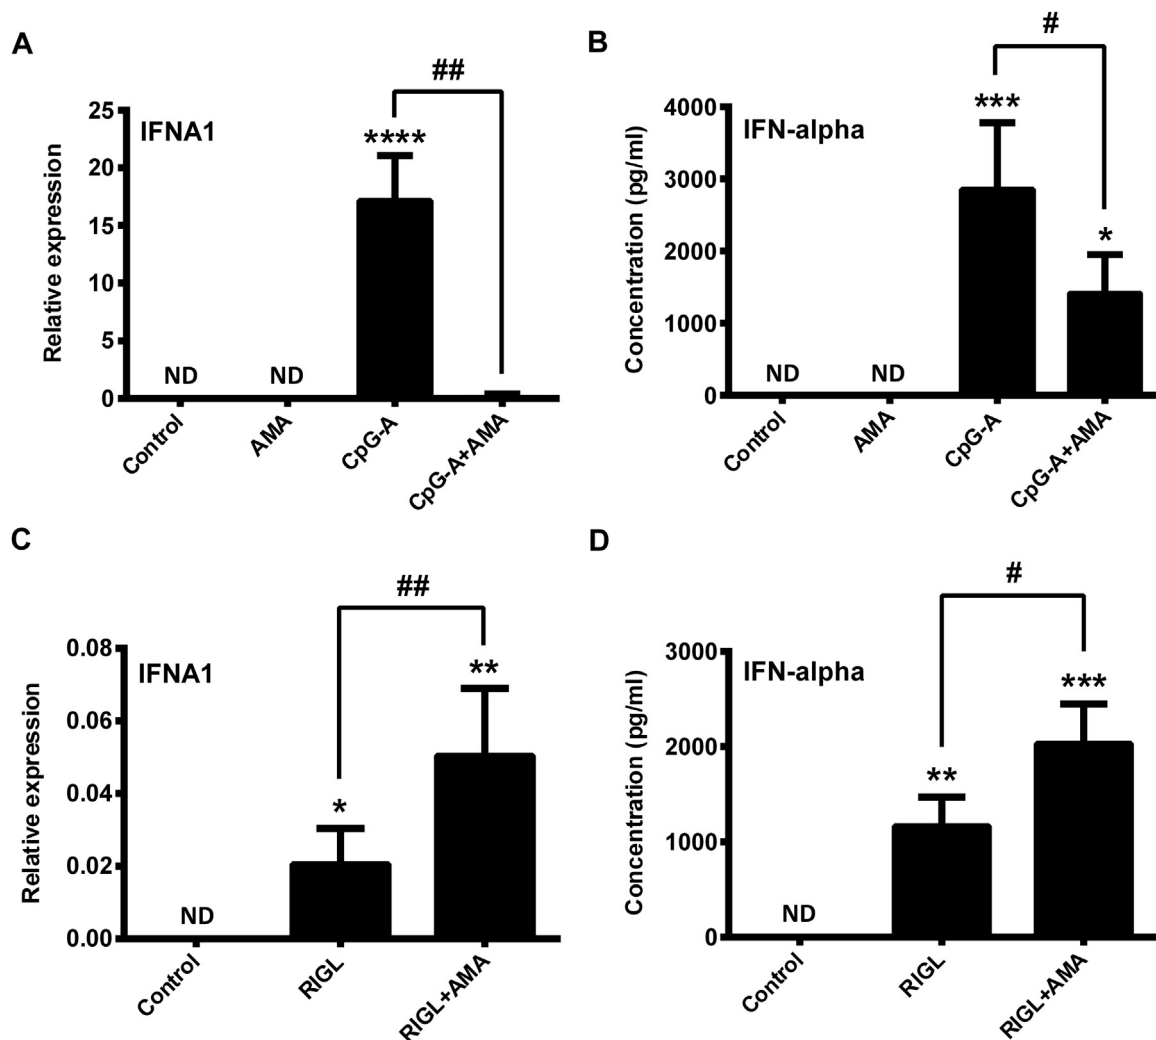 A
##
IFNA1
****
Relative expression
25
20
15
10
5
0
ND
ND
Control
AMA
CpG-A
CpG-A+AMA
B
#
IFN-alpha
***
*
Concentration (pg/ml)
4000
3000
2000
1000
0
ND
ND
Control
AMA
CpG-A
CpG-A+AMA
C
##
IFNA1
**
*
Relative expression
0.08
0.06
0.04
0.02
0.00
ND
Control
RIGL
RIGL+AMA
D
#
IFN-alpha
***
**
Concentration (pg/ml)
3000
2000
1000
0
ND
Control
RIGL
RIGL+AMA